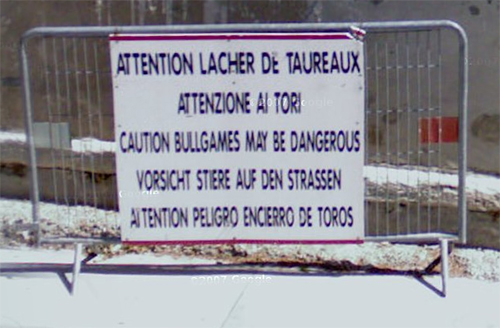 ATTENTION LACHER DE TAUREAUX
ATTENZIONE AI TORI
CAUTION BULLGAMES MAY BE DANGEROUS
VORSICHT STIERE AUF DEN STRASSEN
ATTENTION PELIGRO ENCIERRO DE TOROS
©2007 Google